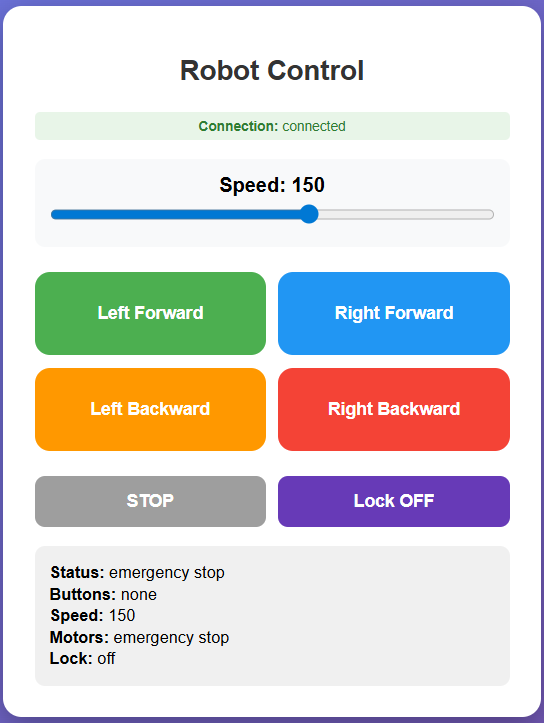 Robot Control
Connection: connected
Speed: 150
Left Forward
Right Forward
Left Backward
Right Backward
STOP
Lock OFF
Status: emergency stop
Buttons: none
Speed: 150
Motors: emergency stop
Lock: off